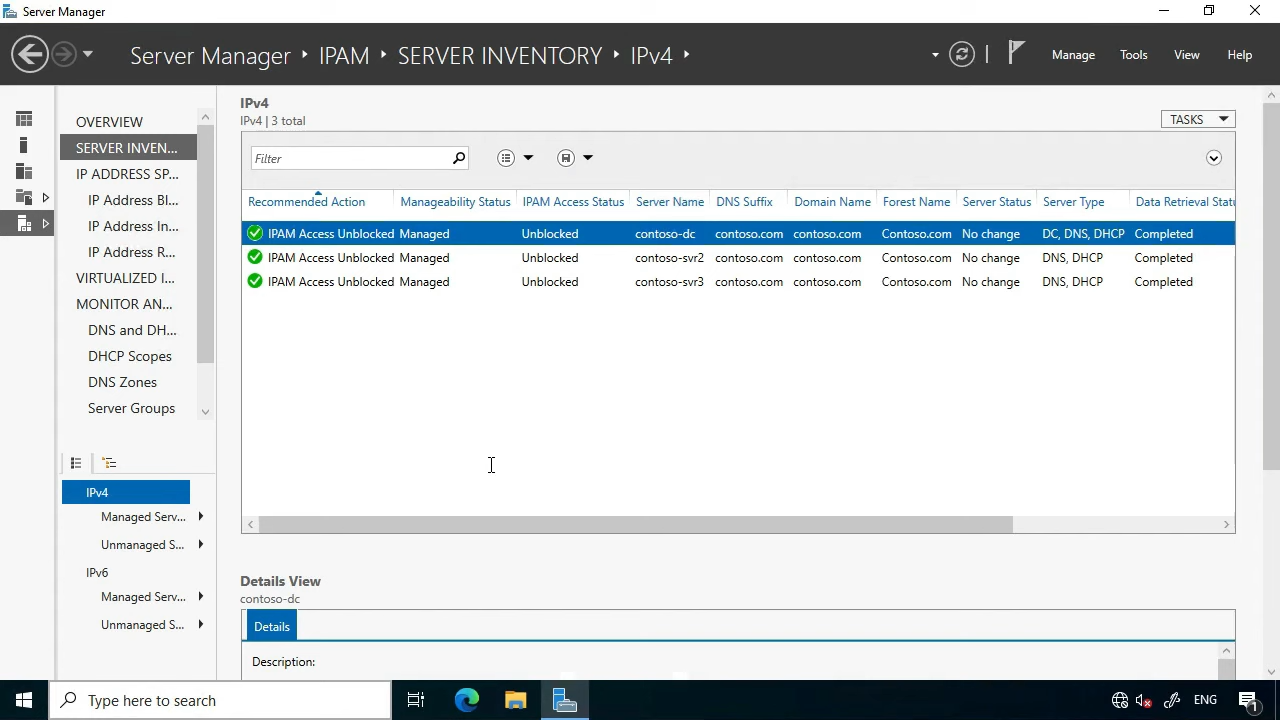 Server Manager
Server Manager IPAM SERVER INVENTORY IPv4
Manage Tools View Help
OVERVIEW
SERVER INVEN...
IP ADDRESS SP...
IP Address Bl...
IP Address In...
IP Address R...
VIRTUALIZED I...
MONITOR AN...
DNS and DH...
DHCP Scopes
DNS Zones
Server Groups
IPv4
Managed Serv...
Unmanaged S...
IPv6
Managed Serv...
Unmanaged S...
IPv4
IPv4 | 3 total
TASKS
Filter
Recommended Action Manageability Status IPAM Access Status Server Name DNS Suffix Domain Name Forest Name Server Status Server Type Data Retrieval Statu
IPAM Access Unblocked Managed Unblocked contoso-dc contoso.com contoso.com Contoso.com No change DC, DNS, DHCP Completed
IPAM Access Unblocked Managed Unblocked contoso-svr2 contoso.com contoso.com Contoso.com No change DNS, DHCP Completed
IPAM Access Unblocked Managed Unblocked contoso-svr3 contoso.com contoso.com Contoso.com No change DNS, DHCP Completed
Details View
contoso-dc
Details
Description:
Type here to search
ENG
1